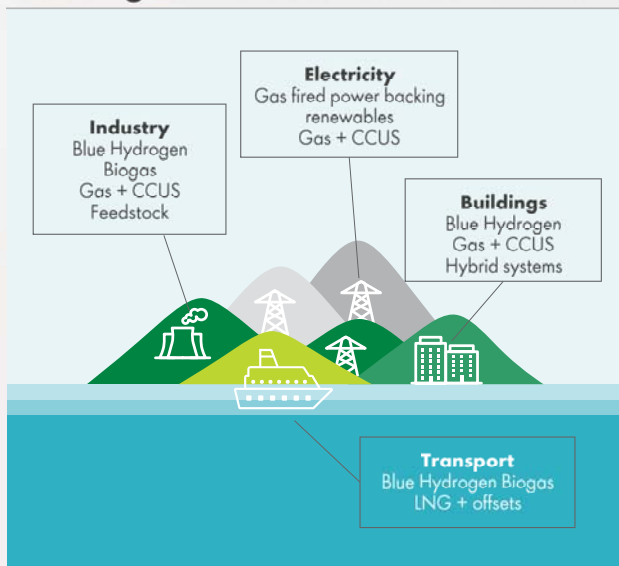 Industry
Blue Hydrogen
Biogas
Gas + CCUS
Feedstock
Electricity
Gas fired power backing
renewables
Gas + CCUS
Buildings
Blue Hydrogen
Gas + CCUS
Hybrid systems
Transport
Blue Hydrogen Biogas
LNG + offsets